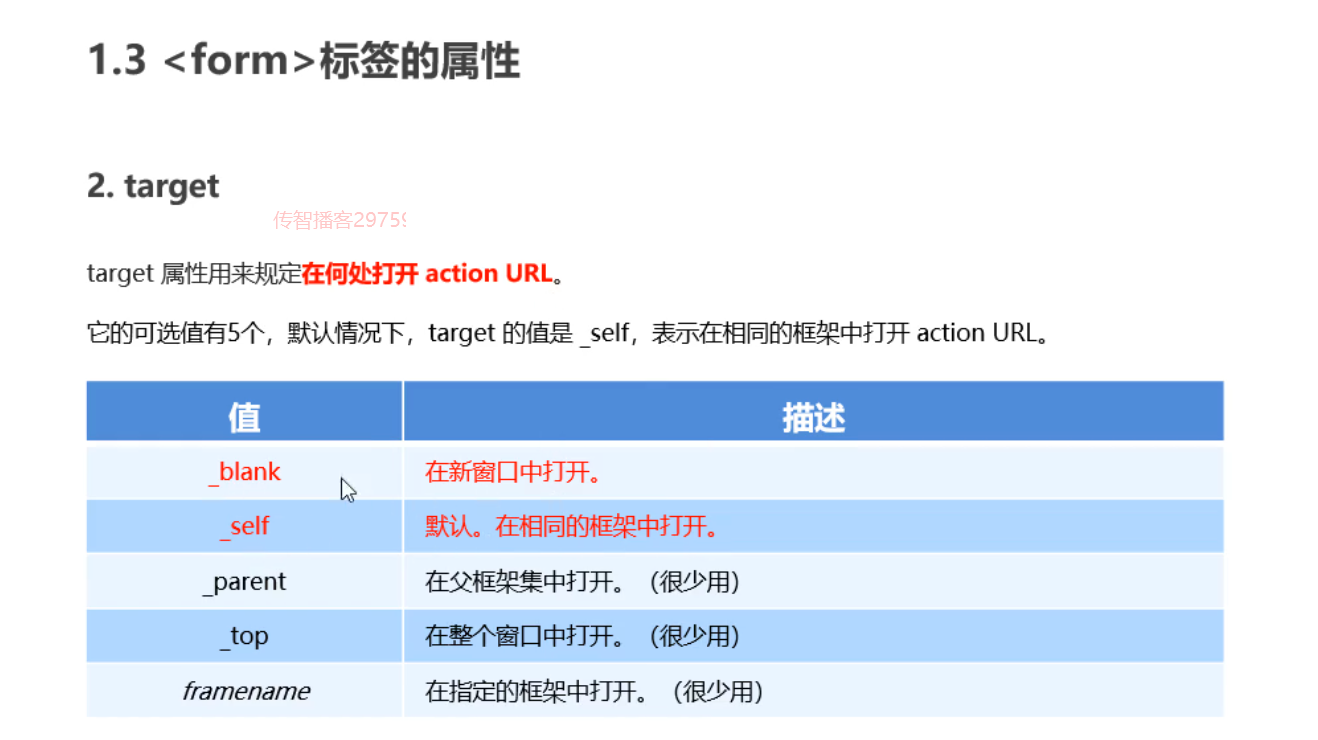 1.3 <form>标签的属性
2. target
传智播客29759
target 属性用来规定在何处打开 action URL。
它的可选值有5个，默认情况下，target 的值是 _self，表示在相同的框架中打开 action URL。
值 描述
_blank 在新窗口中打开。
_self 默认。在相同的框架中打开。
_parent 在父框架集中打开。（很少用）
_top 在整个窗口中打开。（很少用）
framename 在指定的框架中打开。（很少用）